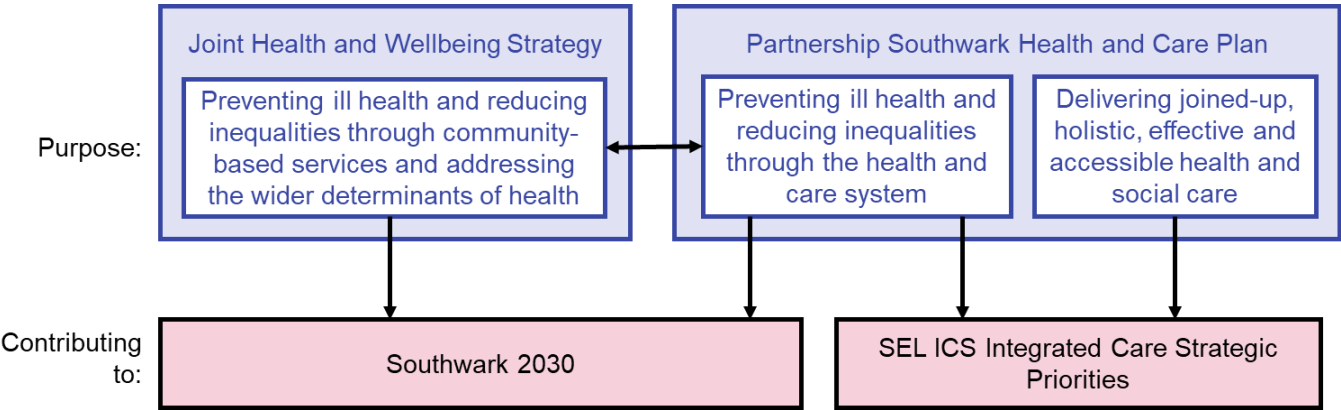 Joint Health and Wellbeing Strategy
Partnership Southwark Health and Care Plan
Purpose:
Preventing ill health and reducing
inequalities through community-
based services and addressing
the wider determinants of health
Preventing ill health and
reducing inequalities
through the health and
care system
Delivering joined-up,
holistic, effective and
accessible health and
social care
Contributing
to:
Southwark 2030
SEL ICS Integrated Care Strategic
Priorities